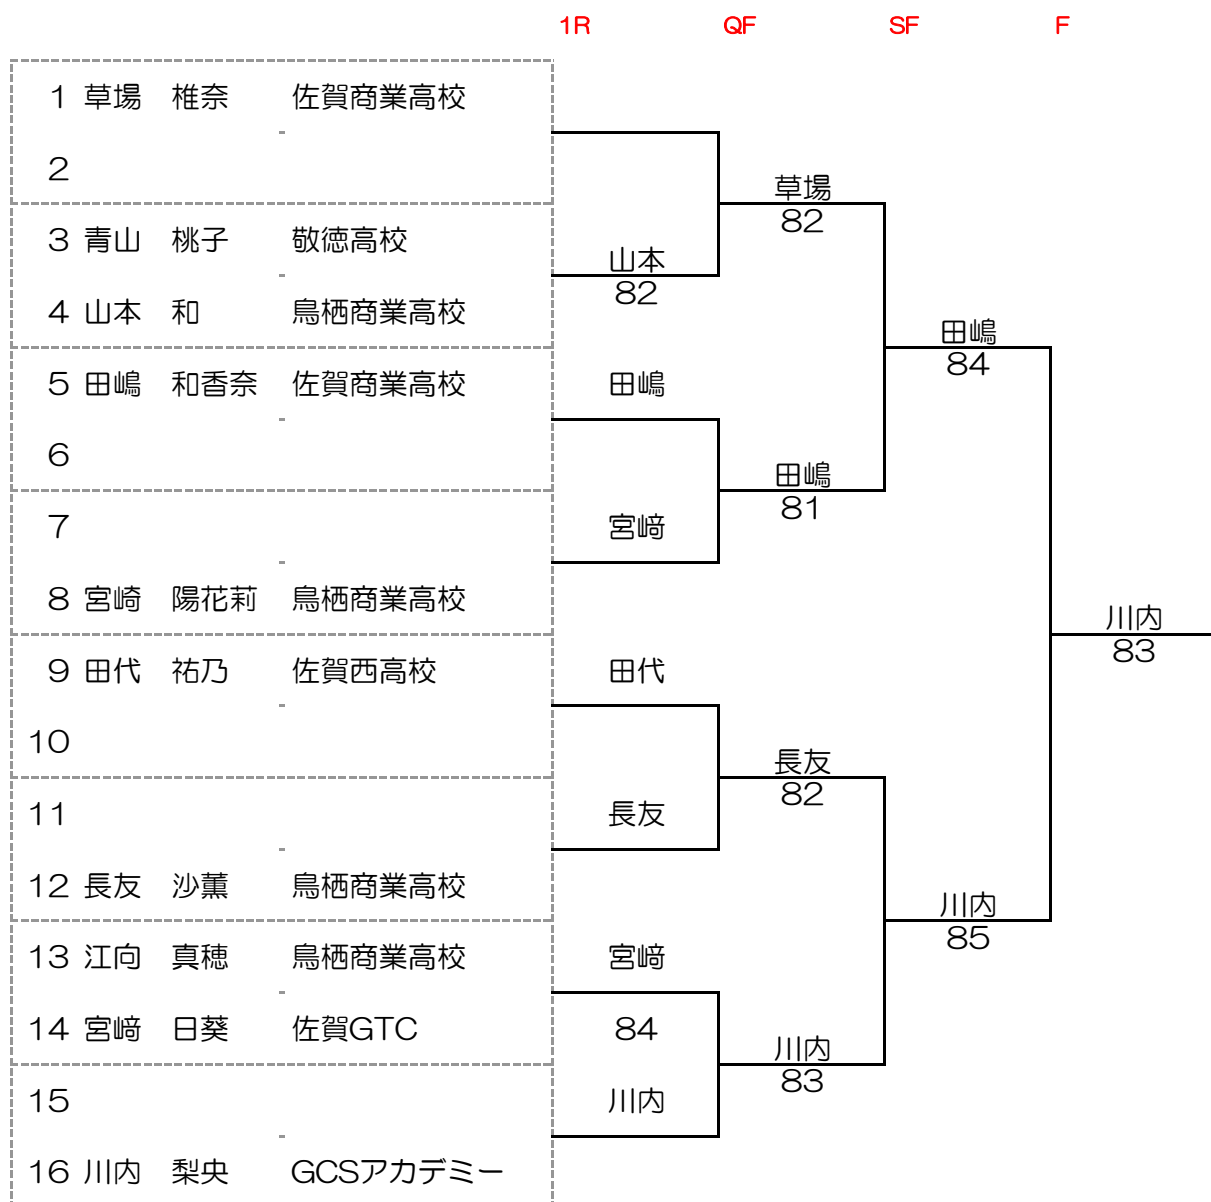 1R QF SF F
1 草場 椎奈 佐賀商業高校
2
草場
82
3 青山 桃子 敬徳高校
山本
82
4 山本 和 鳥栖商業高校
田嶋
84
5 田嶋 和香奈 佐賀商業高校 田嶋
6
田嶋
81
7 宮﨑
8 宮崎 陽花莉 鳥栖商業高校
川内
83
9 田代 祐乃 佐賀西高校 田代
10
長友
82
11 長友
12 長友 沙薫 鳥栖商業高校
川内
85
13 江向 真穂 鳥栖商業高校 宮﨑
14 宮﨑 日葵 佐賀GTC 84
川内
83
15 川内
16 川内 梨央 GCSアカデミー